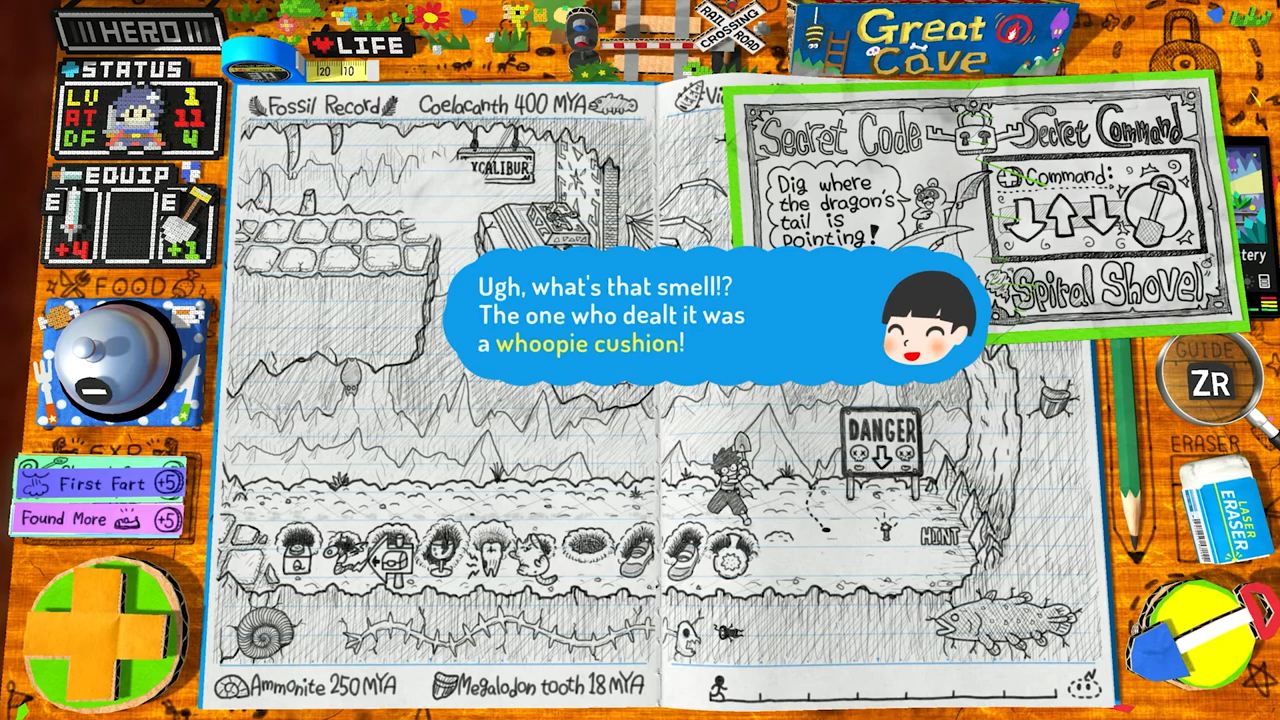 HERO
STATUS
LV 1
AT 11
DF 4
EQUIP
E
E
+4
+1
FOOD
EXP
First Fart +5
Found More +5
20 10
LIFE
RAIL CROSSING ROAD
Great Cave
Fossil Record
Coelacanth 400 MYA
XCALIBUR
Secret Code
Dig where
the dragon's
tail is
pointing!
Secret Command
Command:
Spiral Shovel
Ugh, what's that smell!?
The one who dealt it was
a whoopie cushion!
DANGER
HINT
Ammonite 250 MYA
Megalodon tooth 18 MYA
GUIDE
ZR
ERASER
LASER
ERASER